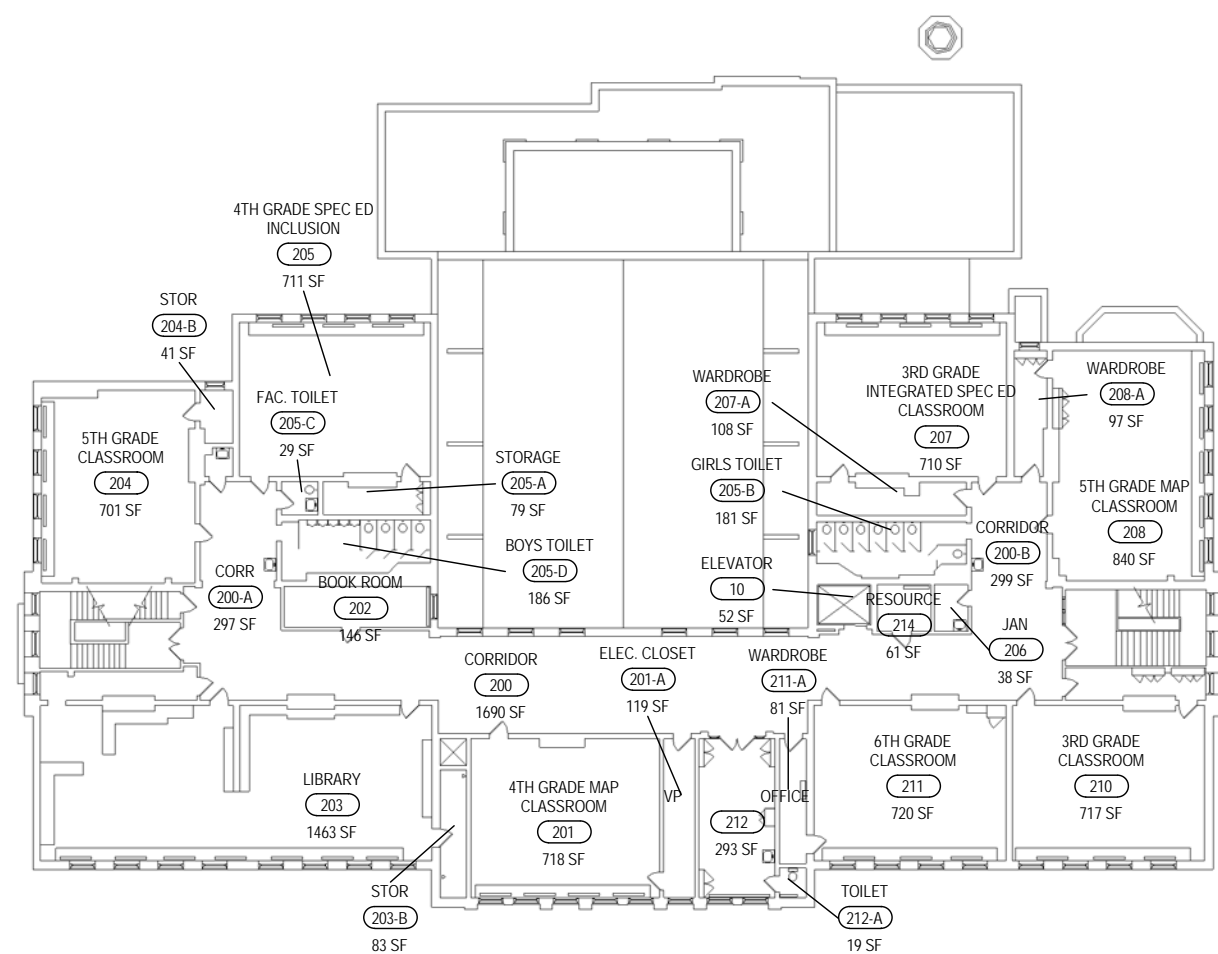 4TH GRADE SPEC ED
INCLUSION
205
711 SF
STOR
204-B
41 SF
FAC. TOILET
205-C
29 SF
5TH GRADE
CLASSROOM
204
701 SF
STORAGE
205-A
79 SF
BOYS TOILET
205-D
186 SF
CORR
200-A
297 SF
BOOK ROOM
202
146 SF
WARDROBE
207-A
108 SF
GIRLS TOILET
205-B
181 SF
ELEVATOR
10
52 SF
3RD GRADE
INTEGRATED SPEC ED
CLASSROOM
207
710 SF
WARDROBE
208-A
97 SF
5TH GRADE MAP
CLASSROOM
208
840 SF
CORRIDOR
200-B
299 SF
RESOURCE
214
61 SF
JAN
206
38 SF
CORRIDOR
200
1690 SF
ELEC. CLOSET
201-A
119 SF
WARDROBE
211-A
81 SF
LIBRARY
203
1463 SF
4TH GRADE MAP
CLASSROOM
201
718 SF
VP OFFICE
212
293 SF
6TH GRADE
CLASSROOM
211
720 SF
3RD GRADE
CLASSROOM
210
717 SF
STOR
203-B
83 SF
TOILET
212-A
19 SF